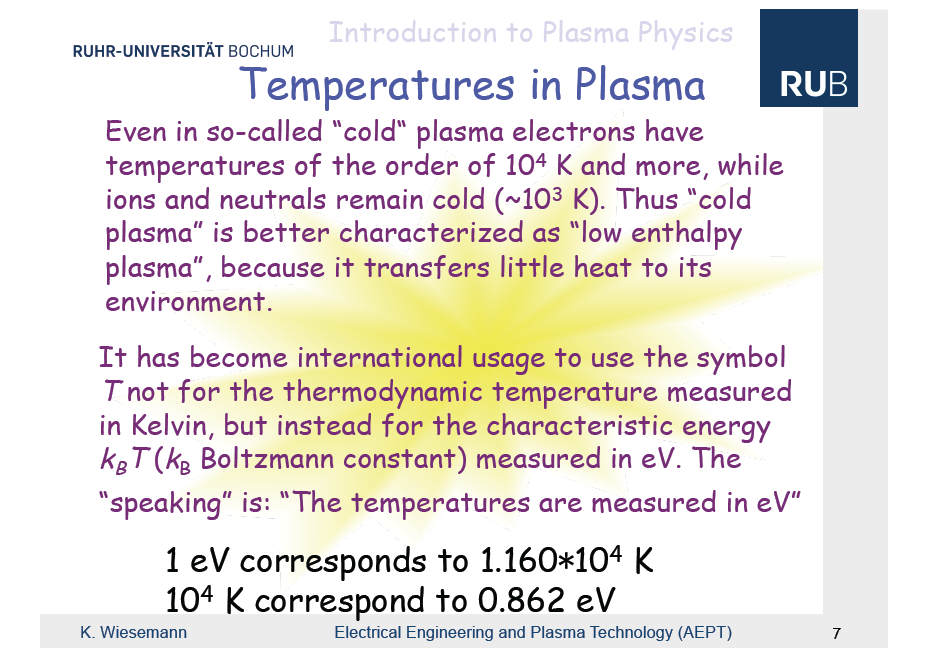 Introduction to Plasma Physics
RUHR-UNIVERSITÄT BOCHUM
RUB
Temperatures in Plasma
Even in so-called “cold“ plasma electrons have
temperatures of the order of 10⁴ K and more, while
ions and neutrals remain cold (~10³ K). Thus “cold
plasma” is better characterized as “low enthalpy
plasma”, because it transfers little heat to its
environment.
It has become international usage to use the symbol
T not for the thermodynamic temperature measured
in Kelvin, but instead for the characteristic energy
k_BT (k_B Boltzmann constant) measured in eV. The
“speaking” is: “The temperatures are measured in eV”
1 eV corresponds to 1.160*10⁴ K
10⁴ K correspond to 0.862 eV
K. Wiesemann
Electrical Engineering and Plasma Technology (AEPT)
7